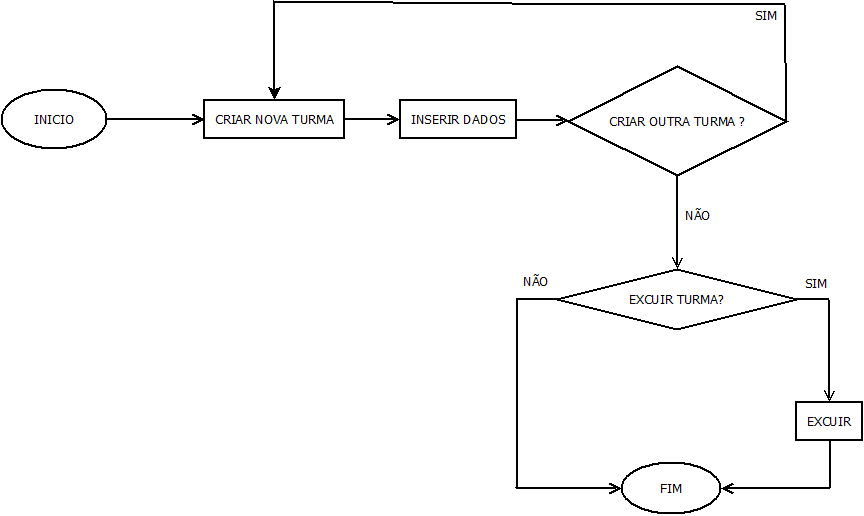 SIM
INICIO
CRIAR NOVA TURMA
INSERIR DADOS
CRIAR OUTRA TURMA ?
NÃO
NÃO
SIM
EXCUIR TURMA?
EXCUIR
FIM